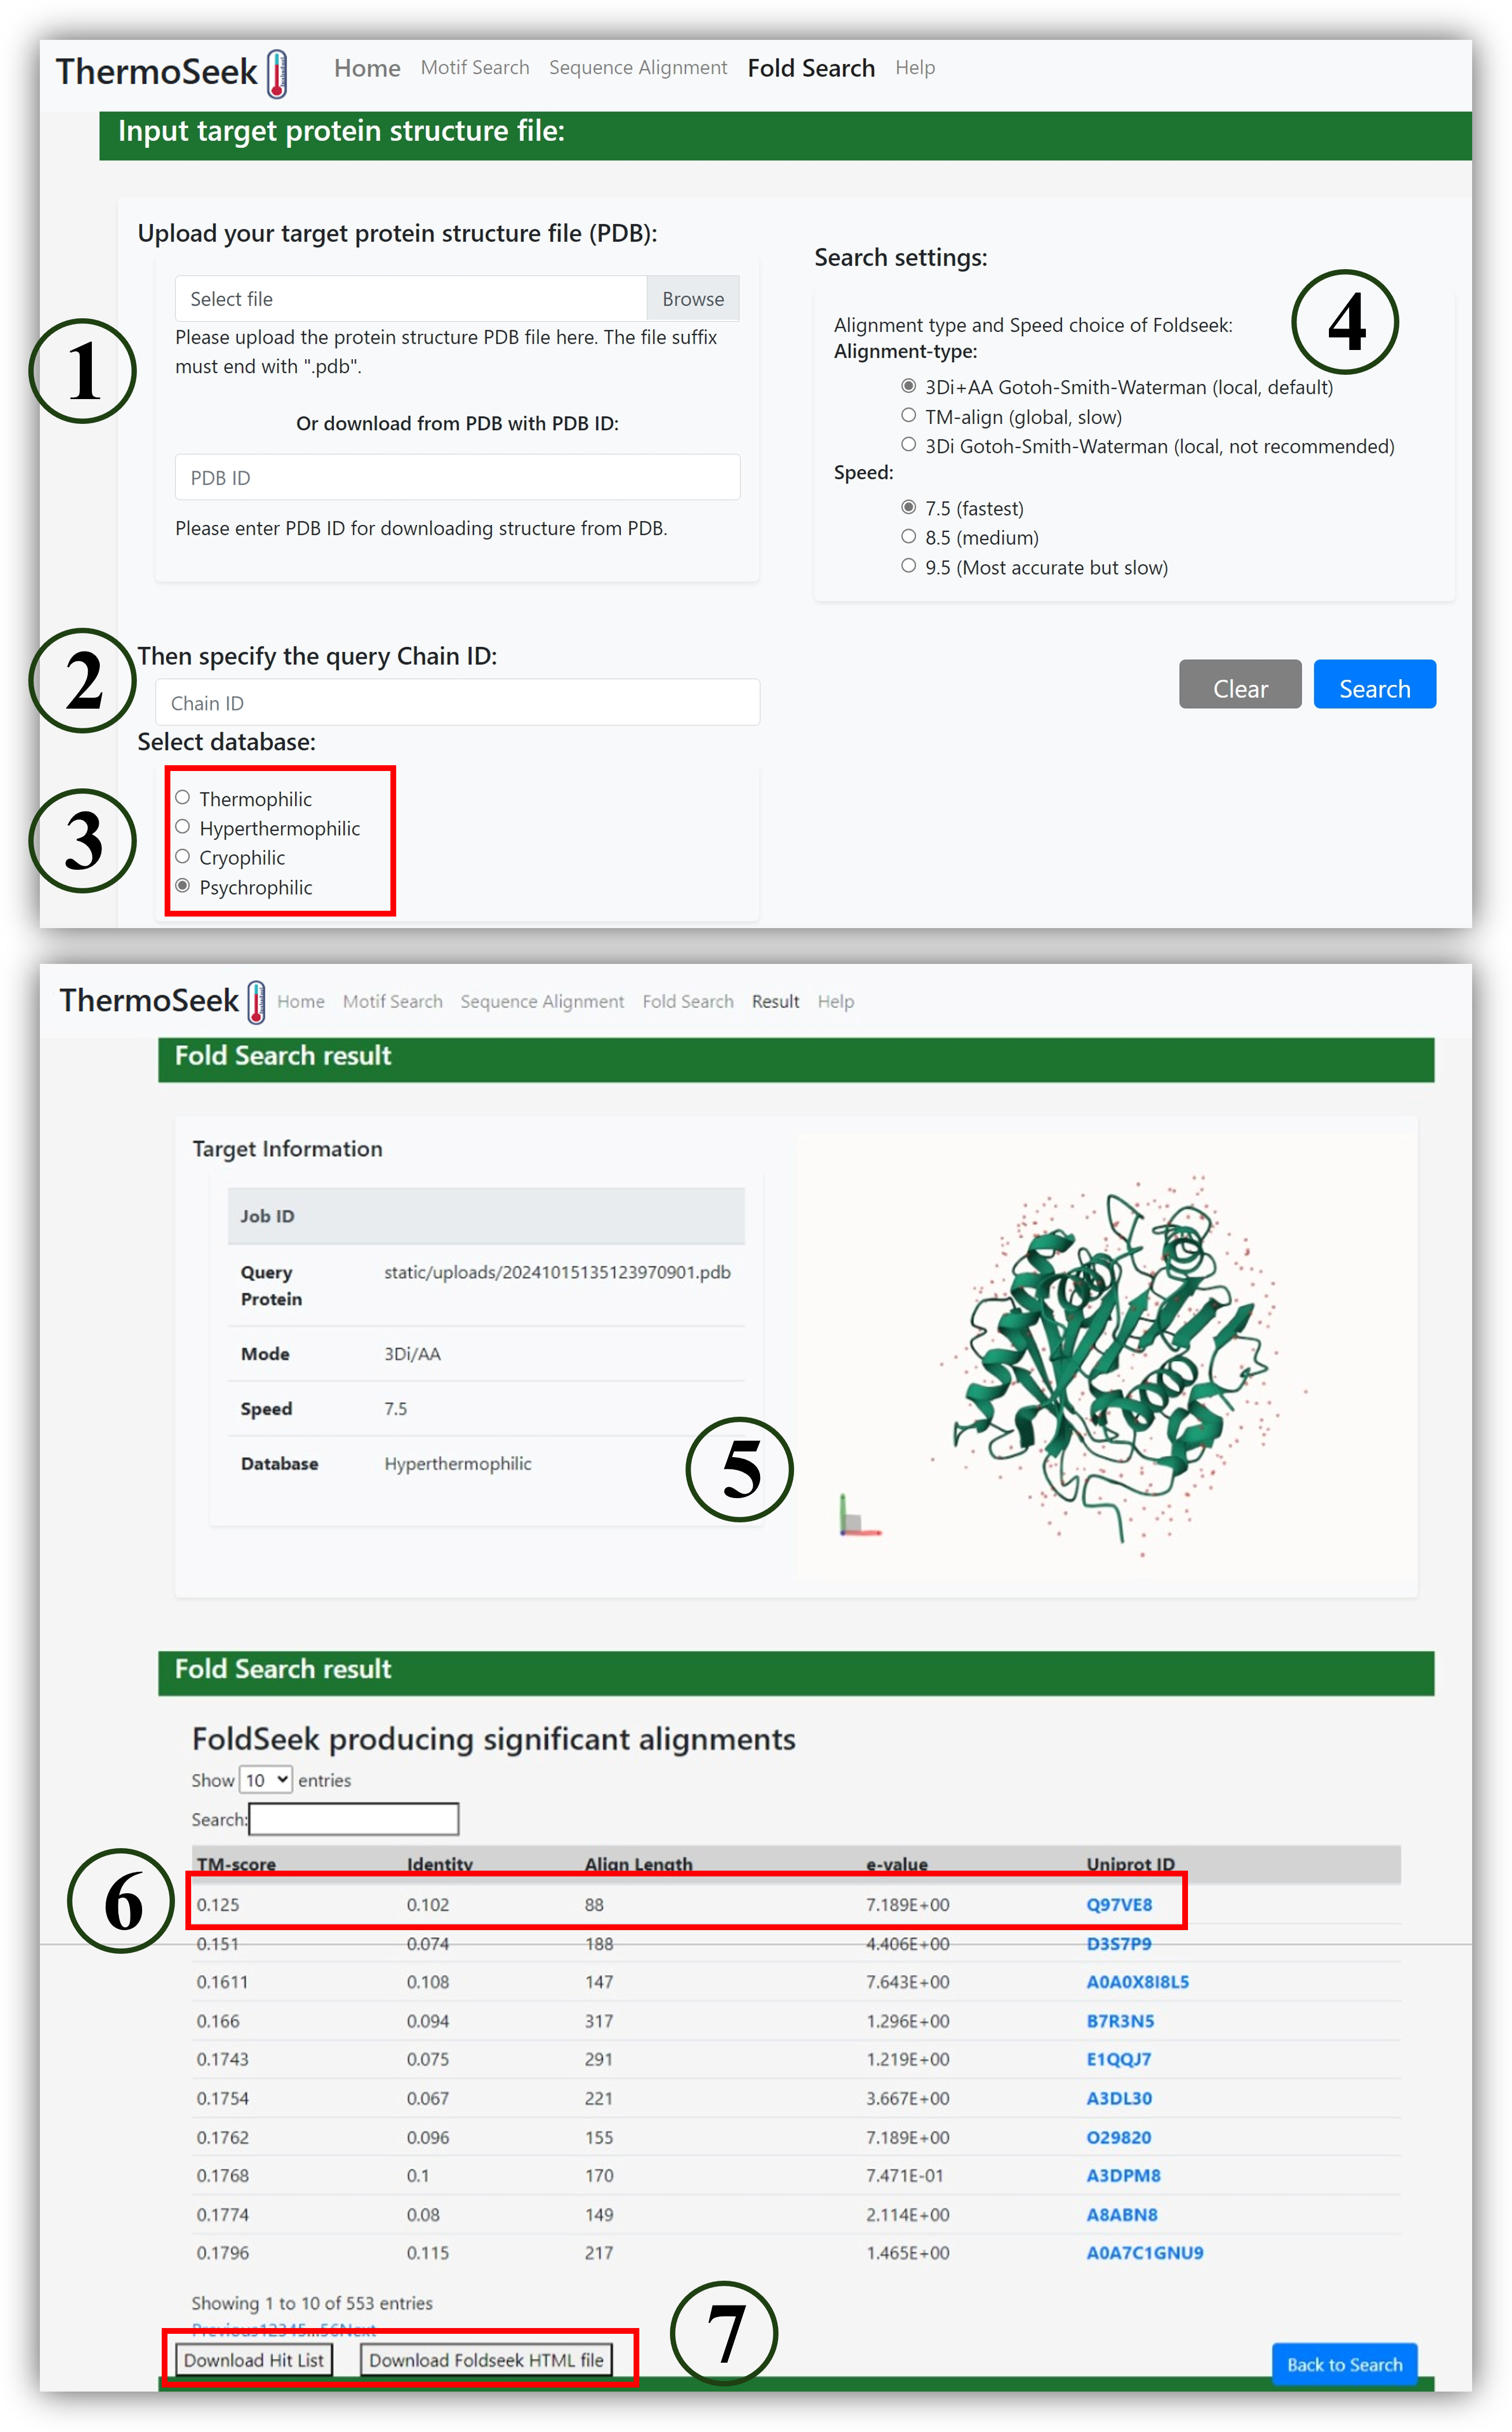 ThermoSeek Home Motif Search Sequence Alignment Fold Search Help
Input target protein structure file:
Upload your target protein structure file (PDB):
Select file Browse
Please upload the protein structure PDB file here. The file suffix
must end with ".pdb".
Or download from PDB with PDB ID:
PDB ID
Please enter PDB ID for downloading structure from PDB.
1
Search settings:
4
Alignment type and Speed choice of Foldseek:
Alignment-type:
3Di+AA Gotoh-Smith-Waterman (local, default)
TM-align (global, slow)
3Di Gotoh-Smith-Waterman (local, not recommended)
Speed:
7.5 (fastest)
8.5 (medium)
9.5 (Most accurate but slow)
2
Then specify the query Chain ID:
Chain ID
Clear Search
Select database:
3
Thermophilic
Hyperthermophilic
Cryophilic
Psychrophilic
ThermoSeek Home Motif Search Sequence Alignment Fold Search Result Help
Fold Search result
Target Information
Job ID
Query Protein static/uploads/20241015135123970901.pdb
Mode 3Di/AA
Speed 7.5
Database Hyperthermophilic
5
Fold Search result
FoldSeek producing significant alignments
Show 10 entries
Search:
6
TM-score Identity Align Length e-value Uniprot ID
0.125 0.102 88 7.189E+00 Q97VE8
0.151 0.074 188 4.406E+00 D3S7P9
0.1611 0.108 147 7.643E+00 A0A0X8I8L5
0.166 0.094 317 1.296E+00 B7R3N5
0.1743 0.075 291 1.219E+00 E1QQJ7
0.1754 0.067 221 3.667E+00 A3DL30
0.1762 0.096 155 7.189E+00 O29820
0.1768 0.1 170 7.471E-01 A3DPM8
0.1774 0.08 149 2.114E+00 A8ABN8
0.1796 0.115 217 1.465E+00 A0A7C1GNU9
Showing 1 to 10 of 553 entries
Previous12345...56Next
7
Download Hit List Download Foldseek HTML file
Back to Search